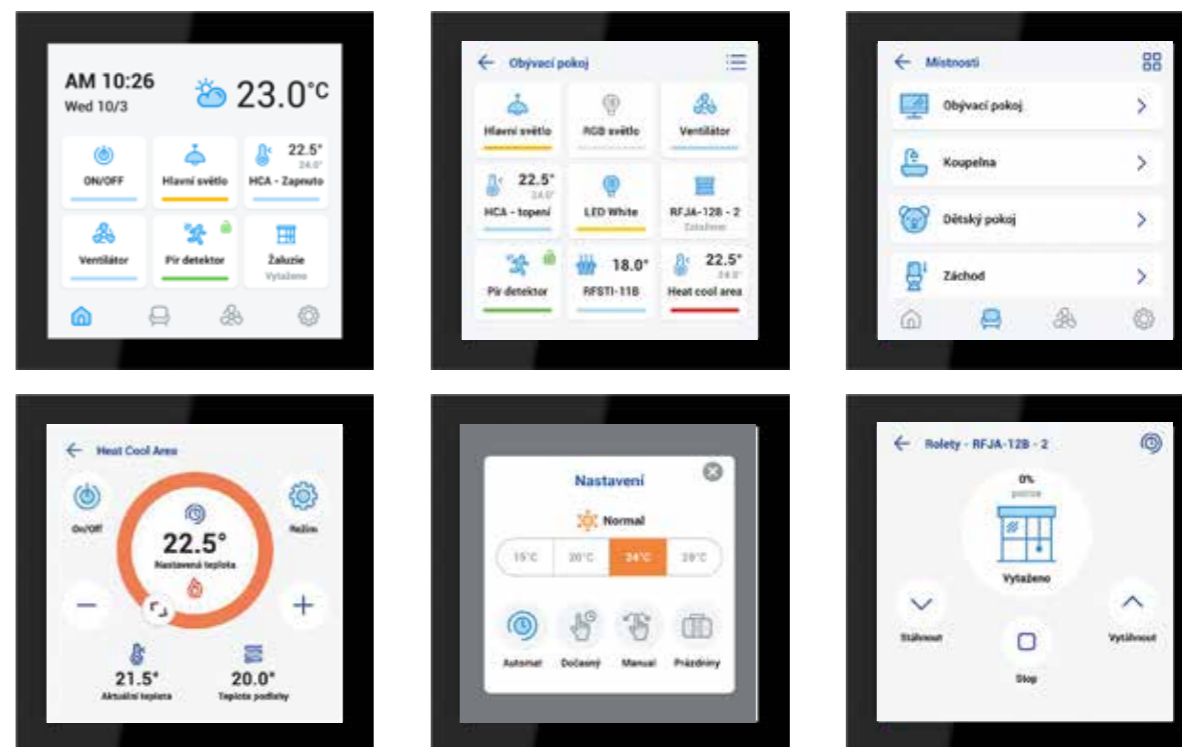 AM 10:26
Wed 10/3
23.0°C
ON/OFF
Hlavní světlo
22.5°
24.0°
HCA - Zapnuto
Ventilátor
Pir detektor
Žaluzie
Vytaženo
Obývací pokoj
Hlavní světlo
RGB světlo
Ventilátor
22.5°
24.0°
HCA - topení
LED White
RFJA-12B - 2
Zataženo
Pir detektor
18.0°
RFSTI-11B
22.5°
24.0°
Heat cool area
Místnosti
Obývací pokoj
Koupelna
Dětský pokoj
Záchod
Heat Cool Area
On/Off
Režim
22.5°
Nastavená teplota
21.5°
Aktuální teplota
20.0°
Teplota podlahy
Nastavení
Normal
15°C
20°C
24°C
28°C
Automat
Dočasný
Manual
Prázdniny
Rolety - RFJA-12B - 2
0%
pozice
Vytaženo
Stáhnout
Vytáhnout
Stop